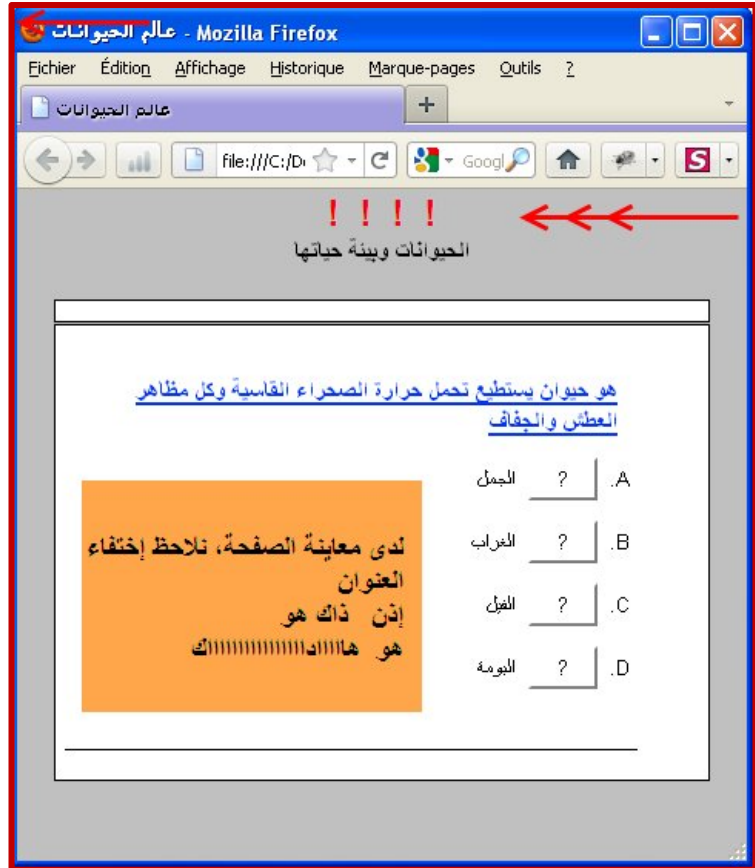 عالم الحيوانات - Mozilla Firefox
Fichier Édition Affichage Historique Marque-pages Outils ?
عالم الحيوانات +
file:///C:/D Googl S
! ! ! !
الحيوانات وبيئة حياتها
هو حيوان يستطيع تحمل حرارة الصحراء القاسية وكل مظاهر
العطش والجفاف
A. ? الجمل
B. ? الغراب
C. ? الفيل
D. ? البومة
لدى معاينة الصفحة، نلاحظ إختفاء
العنوان
إذن ذاك هو
هو هااااداااااااااااااااااك